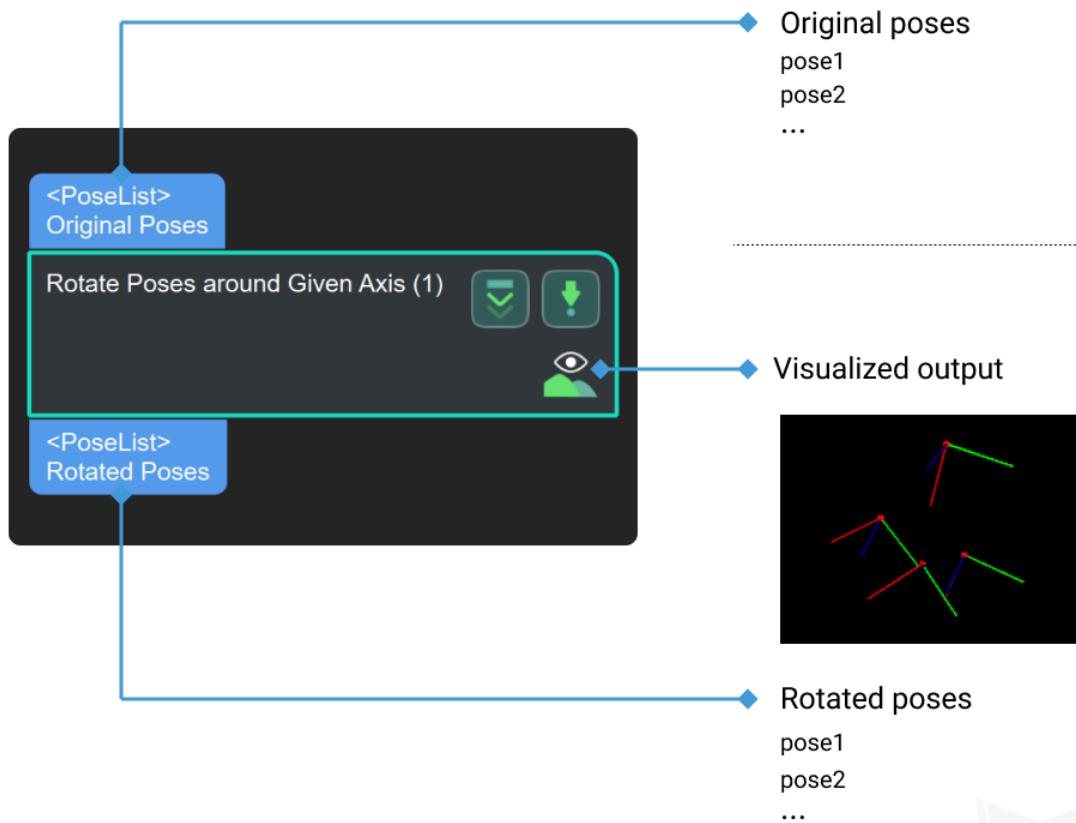 Original poses
pose1
pose2
...
<PoseList>
Original Poses
Rotate Poses around Given Axis (1)
Visualized output
<PoseList>
Rotated Poses
Rotated poses
pose1
pose2
...